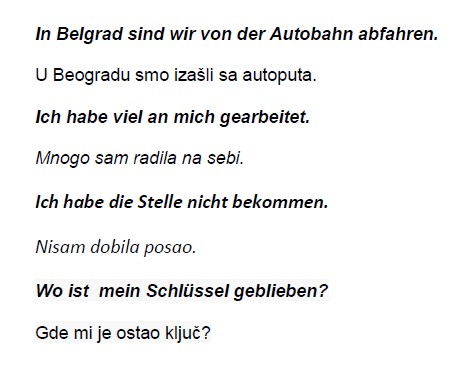 In Belgrad sind wir von der Autobahn abfahren.
U Beogradu smo izašli sa autoputa.
Ich habe viel an mich gearbeitet.
Mnogo sam radila na sebi.
Ich habe die Stelle nicht bekommen.
Nisam dobila posao.
Wo ist  mein Schlüssel geblieben?
Gde mi je ostao ključ?